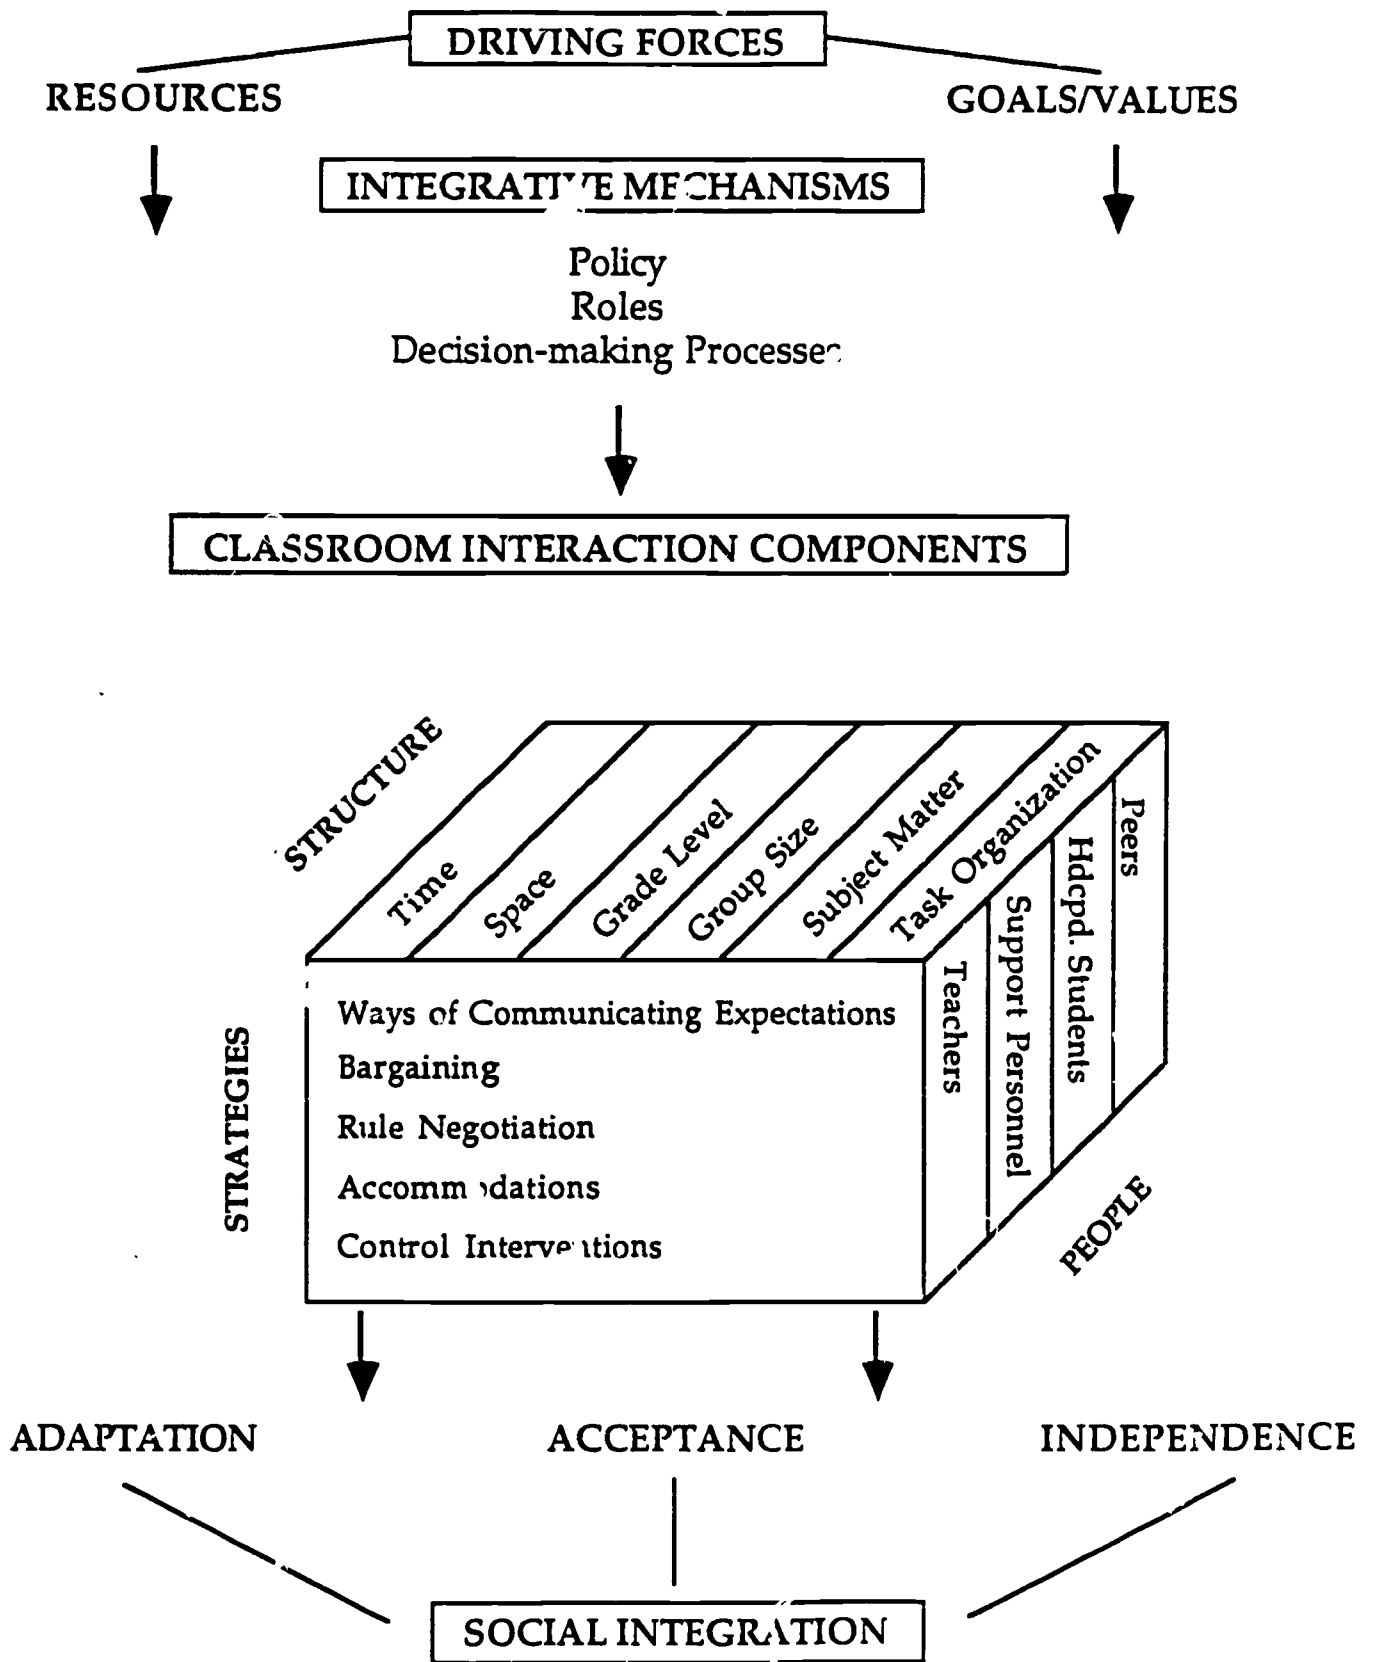 DRIVING FORCES
RESOURCES
GOALS/VALUES
INTEGRATIVE MECHANISMS
Policy
Roles
Decision-making Processes
CLASSROOM INTERACTION COMPONENTS
STRUCTURE
Time
Space
Grade Level
Group Size
Subject Matter
Task Organization
STRATEGIES
Ways of Communicating Expectations
Bargaining
Rule Negotiation
Accommodations
Control Interventions
Teachers
Support Personnel
Hdcpd. Students
Peers
PEOPLE
ADAPTATION
ACCEPTANCE
INDEPENDENCE
SOCIAL INTEGRATION